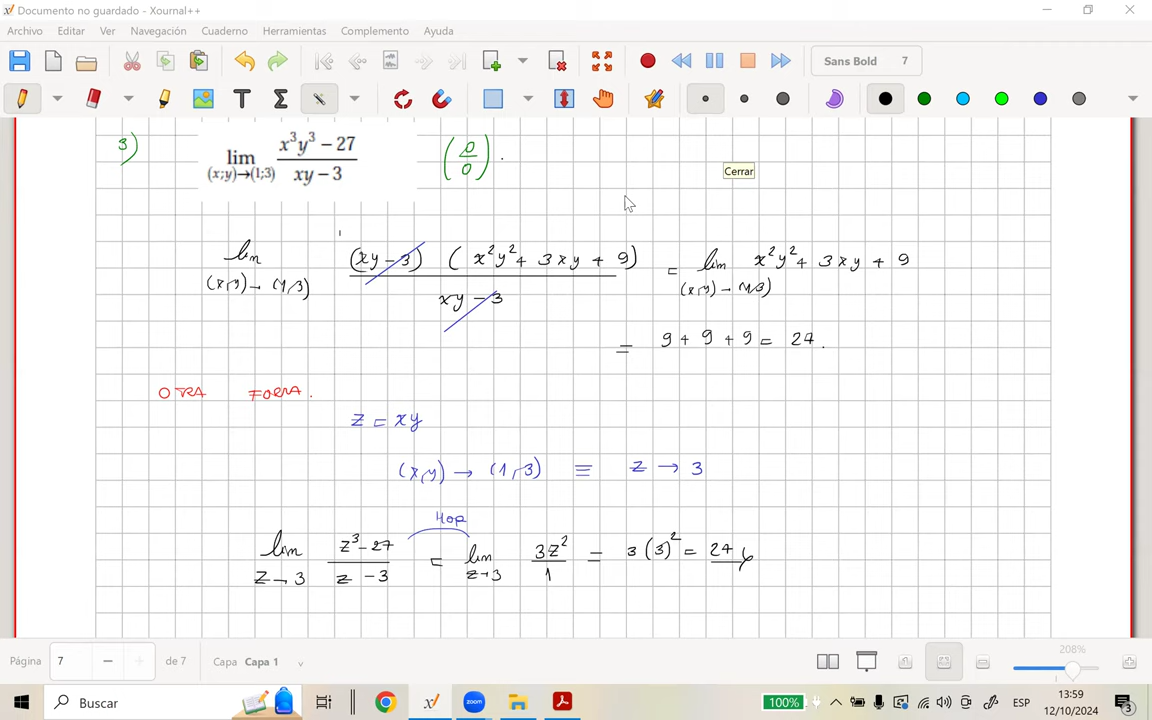 Documento no guardado - Xournal++
Archivo Editar Ver Navegación Cuaderno Herramientas Complemento Ayuda
Sans Bold 7
3) lim (x;y)→(1;3) x³y³ − 27 / xy − 3 (0/0).
Cerrar
lim (x,y)→(1,3) (xy − 3) (x²y² + 3xy + 9) / xy − 3 = lim (x,y)→(1,3) x²y² + 3xy + 9
= 9 + 9 + 9 = 27.
OTRA FORMA.
z = xy
(x,y) → (1,3) ≡ z → 3
Hop
lim z→3 z³ − 27 / z − 3 = lim z→3 3z² / 1 = 3(3)² = 27
Página 7 de 7 Capa Capa 1 208%
Buscar 100% ESP 13:59
12/10/2024 3